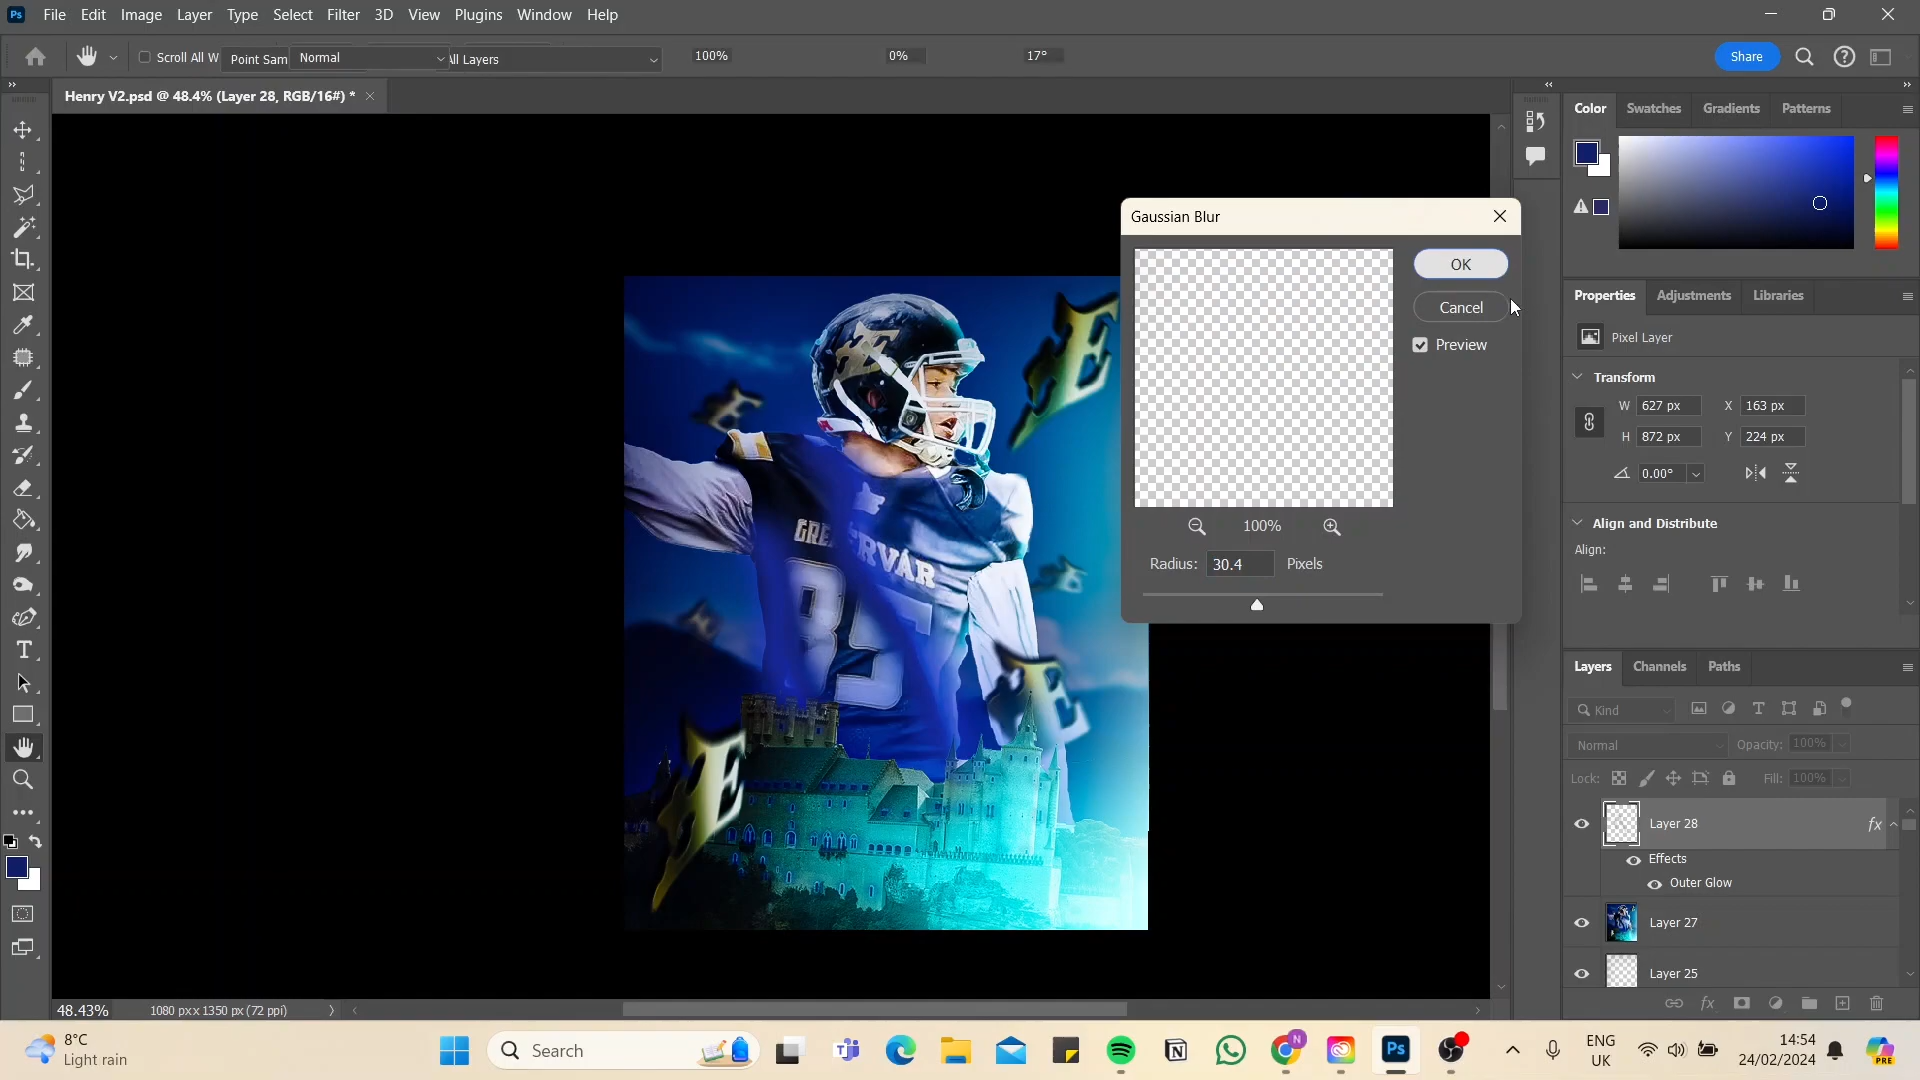 Ps File Edit Image Layer Type Select Filter 3D View Plugins Window Help
Scroll All W Point Sam Normal All Layers 100% 0% 17° Share
Henry V2.psd @ 48.4% (Layer 28, RGB/16#) *
Color Swatches Gradients Patterns
Gaussian Blur
OK
Cancel
Preview
100%
Radius: 30.4 Pixels
E
E
85
E
E
Properties Adjustments Libraries
Pixel Layer
Transform
W 627 px X 163 px
H 872 px Y 224 px
0.00°
Align and Distribute
Align:
Layers Channels Paths
Kind
Normal Opacity: 100%
Lock: Fill: 100%
Layer 28 fx
Effects
Outer Glow
Layer 27
Layer 25
fx
48.43% 1080 px x 1350 px (72 ppi)
8°C
Light rain
Search
N
Ps
ENG
UK
14:54
24/02/2024
PRE